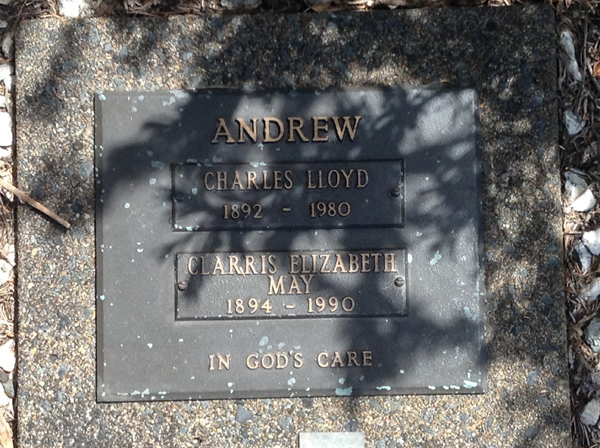 ANDREW
CHARLES LLOYD
1892 - 1980
CLARRIS ELIZABETH
MAY
1894 - 1990
IN GOD'S CARE